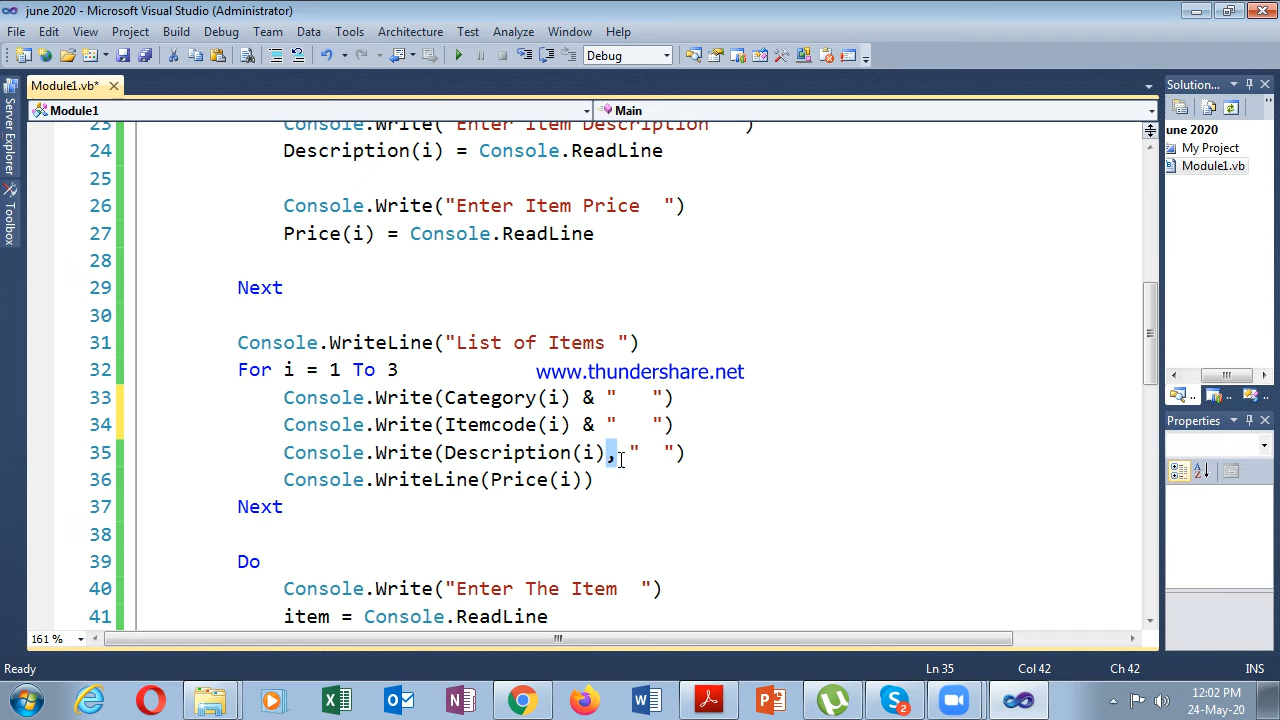 june 2020 - Microsoft Visual Studio (Administrator)
File Edit View Project Build Debug Team Data Tools Architecture Test Analyze Window Help
Debug
Server Explorer
Toolbox
Module1.vb*
Module1
Main
23 Console.Write("Enter Item Description  ")
24 Description(i) = Console.ReadLine
25
26 Console.Write("Enter Item Price  ")
27 Price(i) = Console.ReadLine
28
29 Next
30
31 Console.WriteLine("List of Items ")
32 For i = 1 To 3
www.thundershare.net
33 Console.Write(Category(i) & "   ")
34 Console.Write(Itemcode(i) & "   ")
35 Console.Write(Description(i), "  ")
36 Console.WriteLine(Price(i))
37 Next
38
39 Do
40 Console.Write("Enter The Item  ")
41 item = Console.ReadLine
161 %
Solution...
une 2020
My Project
Module1.vb
Properties
Ready
Ln 35 Col 42 Ch 42 INS
12:02 PM
24-May-20